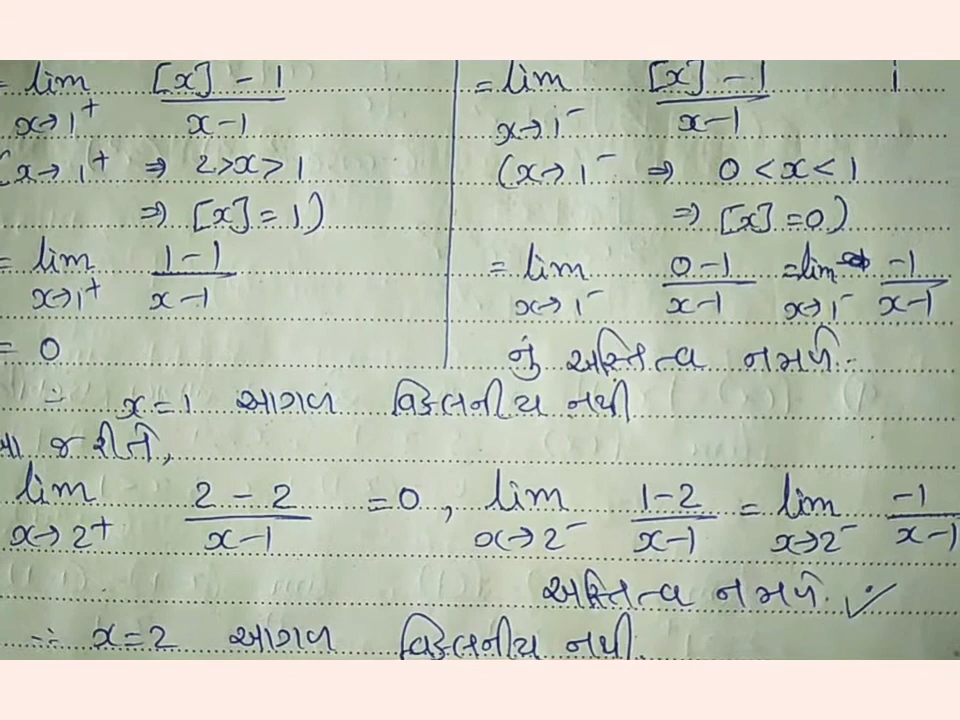 = lim x→1⁺ [x] - 1 / x-1
(x→1⁺ ⇒ 2>x>1
⇒ [x] = 1)
= lim x→1⁺ 1-1 / x-1
= 0
= lim x→1⁻ [x] - 1 / x-1
(x→1⁻ ⇒ 0<x<1
⇒ [x] = 0)
= lim x→1⁻ 0-1 / x-1 = lim x→1⁻ -1 / x-1
નું અસ્તિત્વ ન મળે.
∴ x=1 આગળ વિકલનીય નથી
આ જ રીતે,
lim x→2⁺ 2-2 / x-1 = 0, lim x→2⁻ 1-2 / x-1 = lim x→2⁻ -1 / x-1
અસ્તિત્વ ન મળે.
∴ x=2 આગળ વિકલનીય નથી.